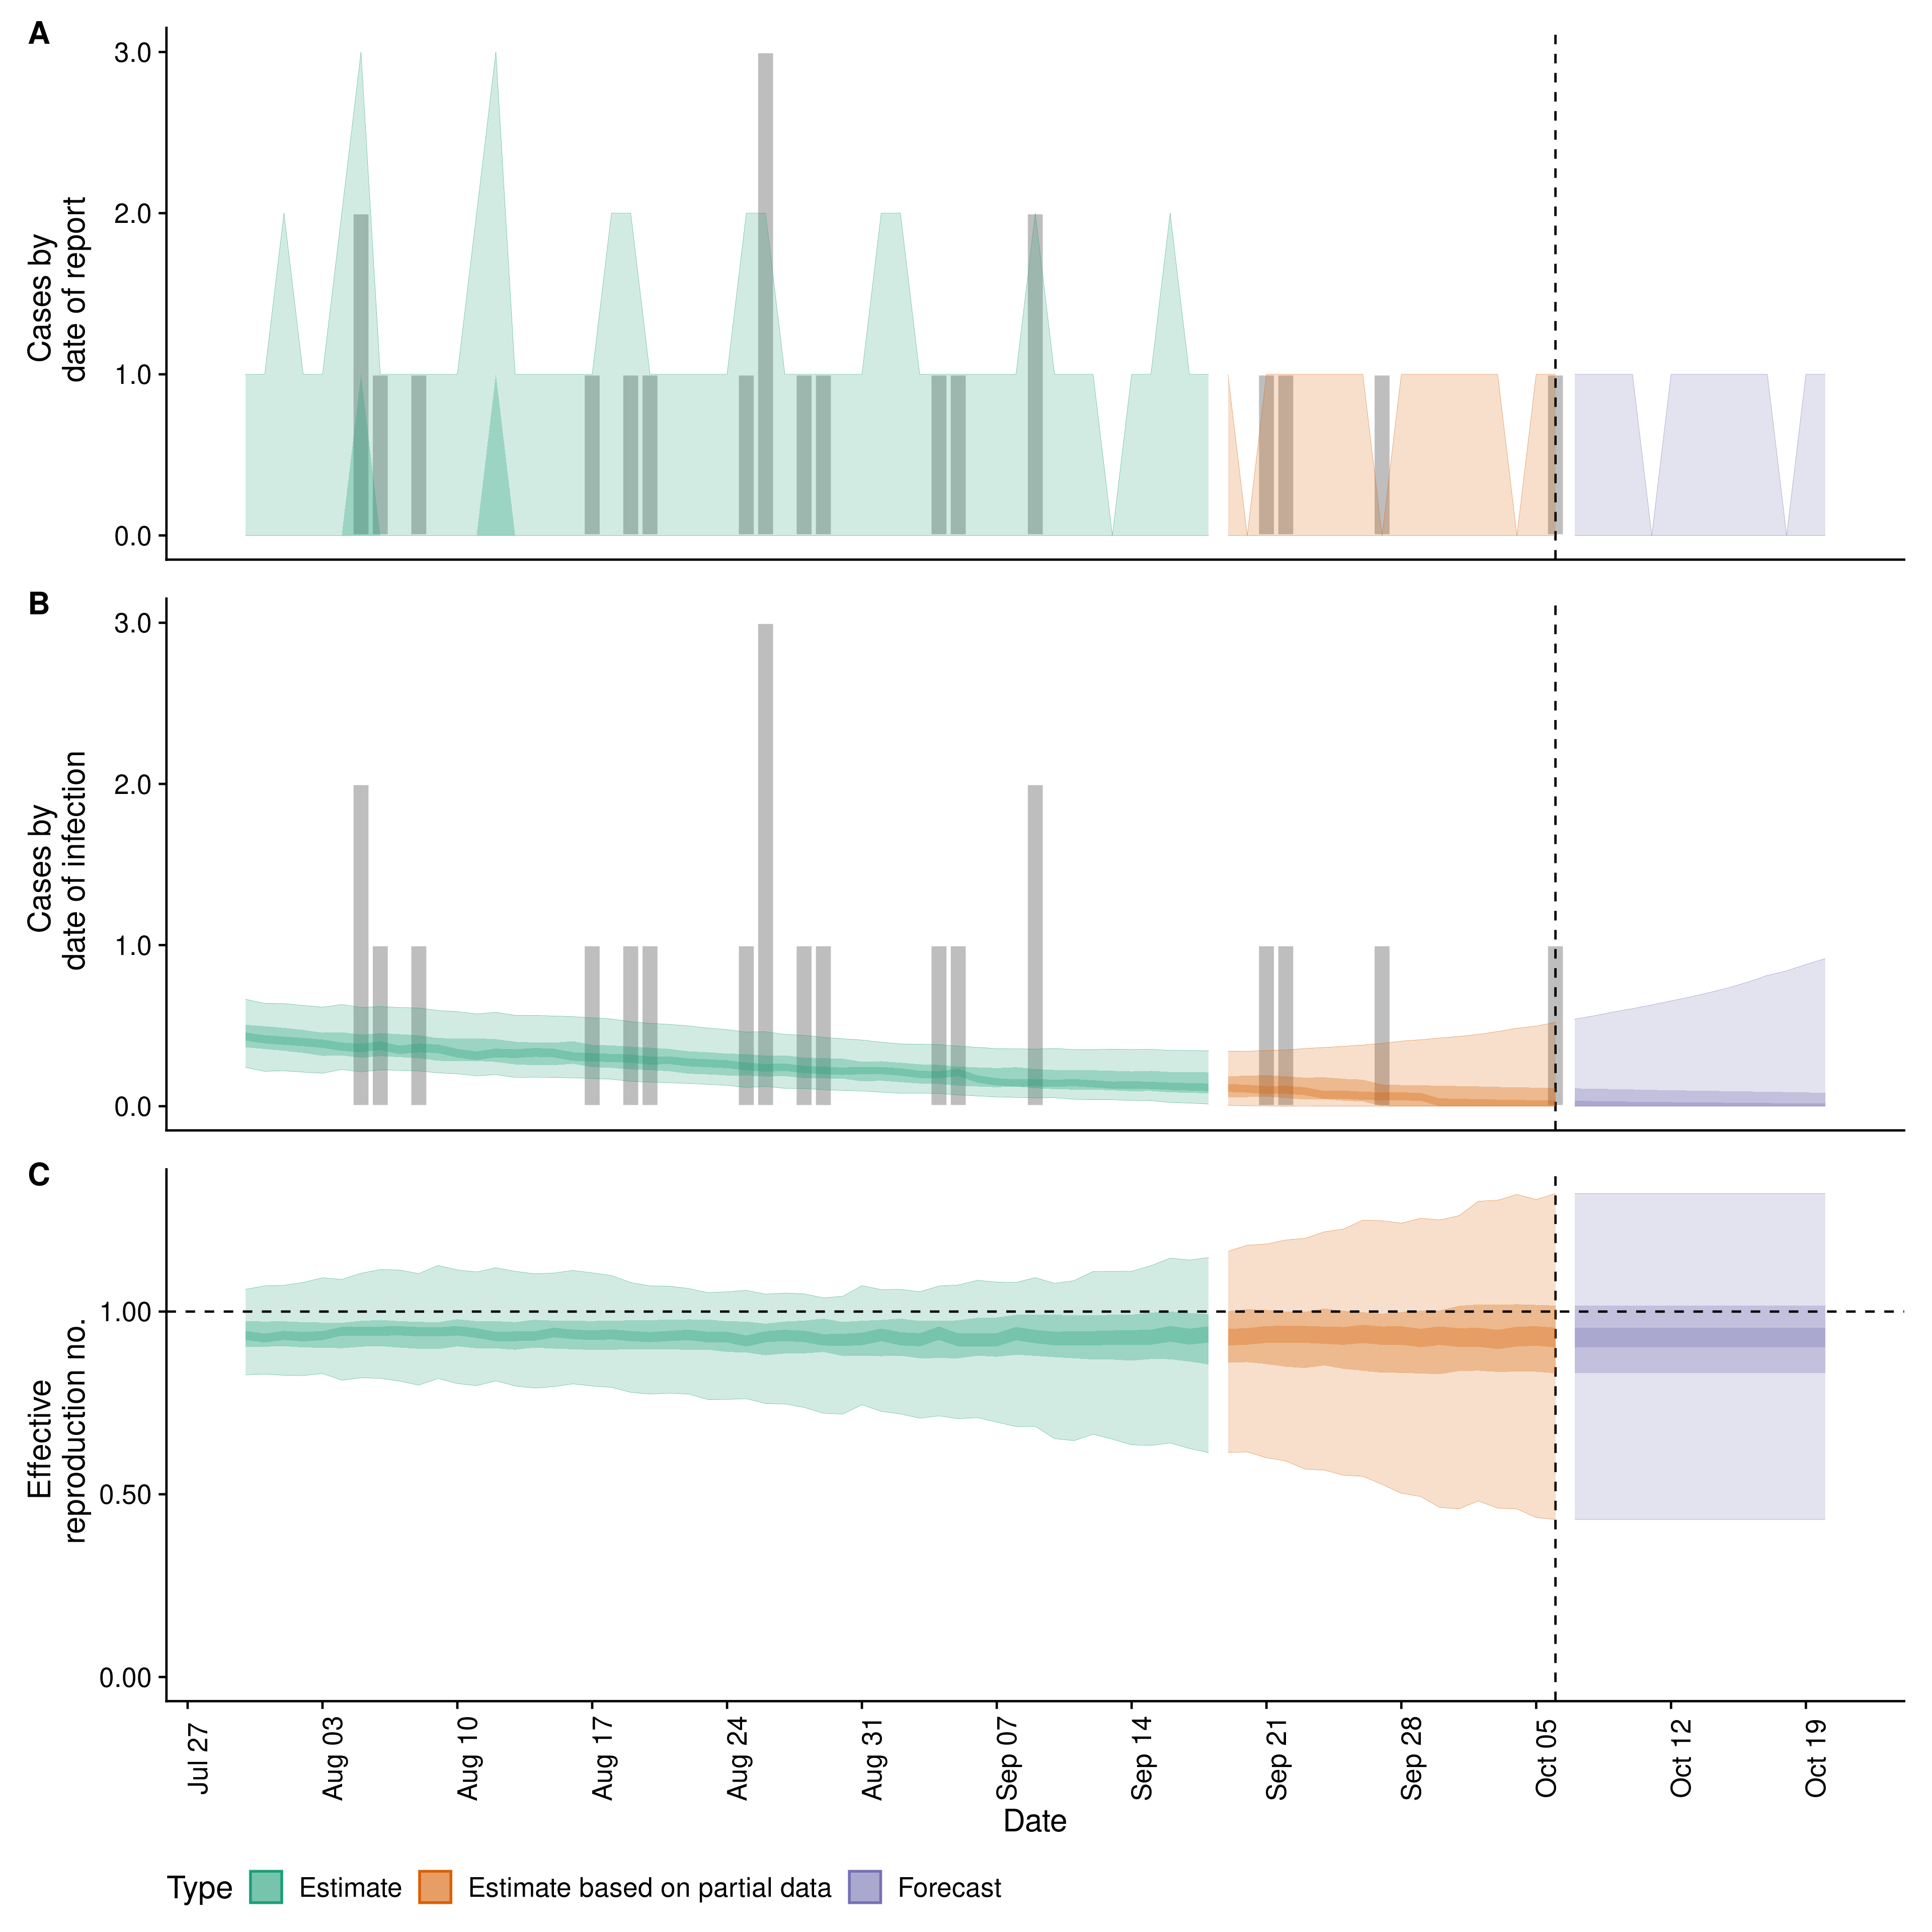 A
Cases by
date of report
3.0
2.0
1.0
0.0
B
Cases by
date of infection
3.0
2.0
1.0
0.0
C
Effective
reproduction no.
1.00
0.50
0.00
Jul 27
Aug 03
Aug 10
Aug 17
Aug 24
Aug 31
Sep 07
Sep 14
Sep 21
Sep 28
Oct 05
Oct 12
Oct 19
Date
Type Estimate Estimate based on partial data Forecast